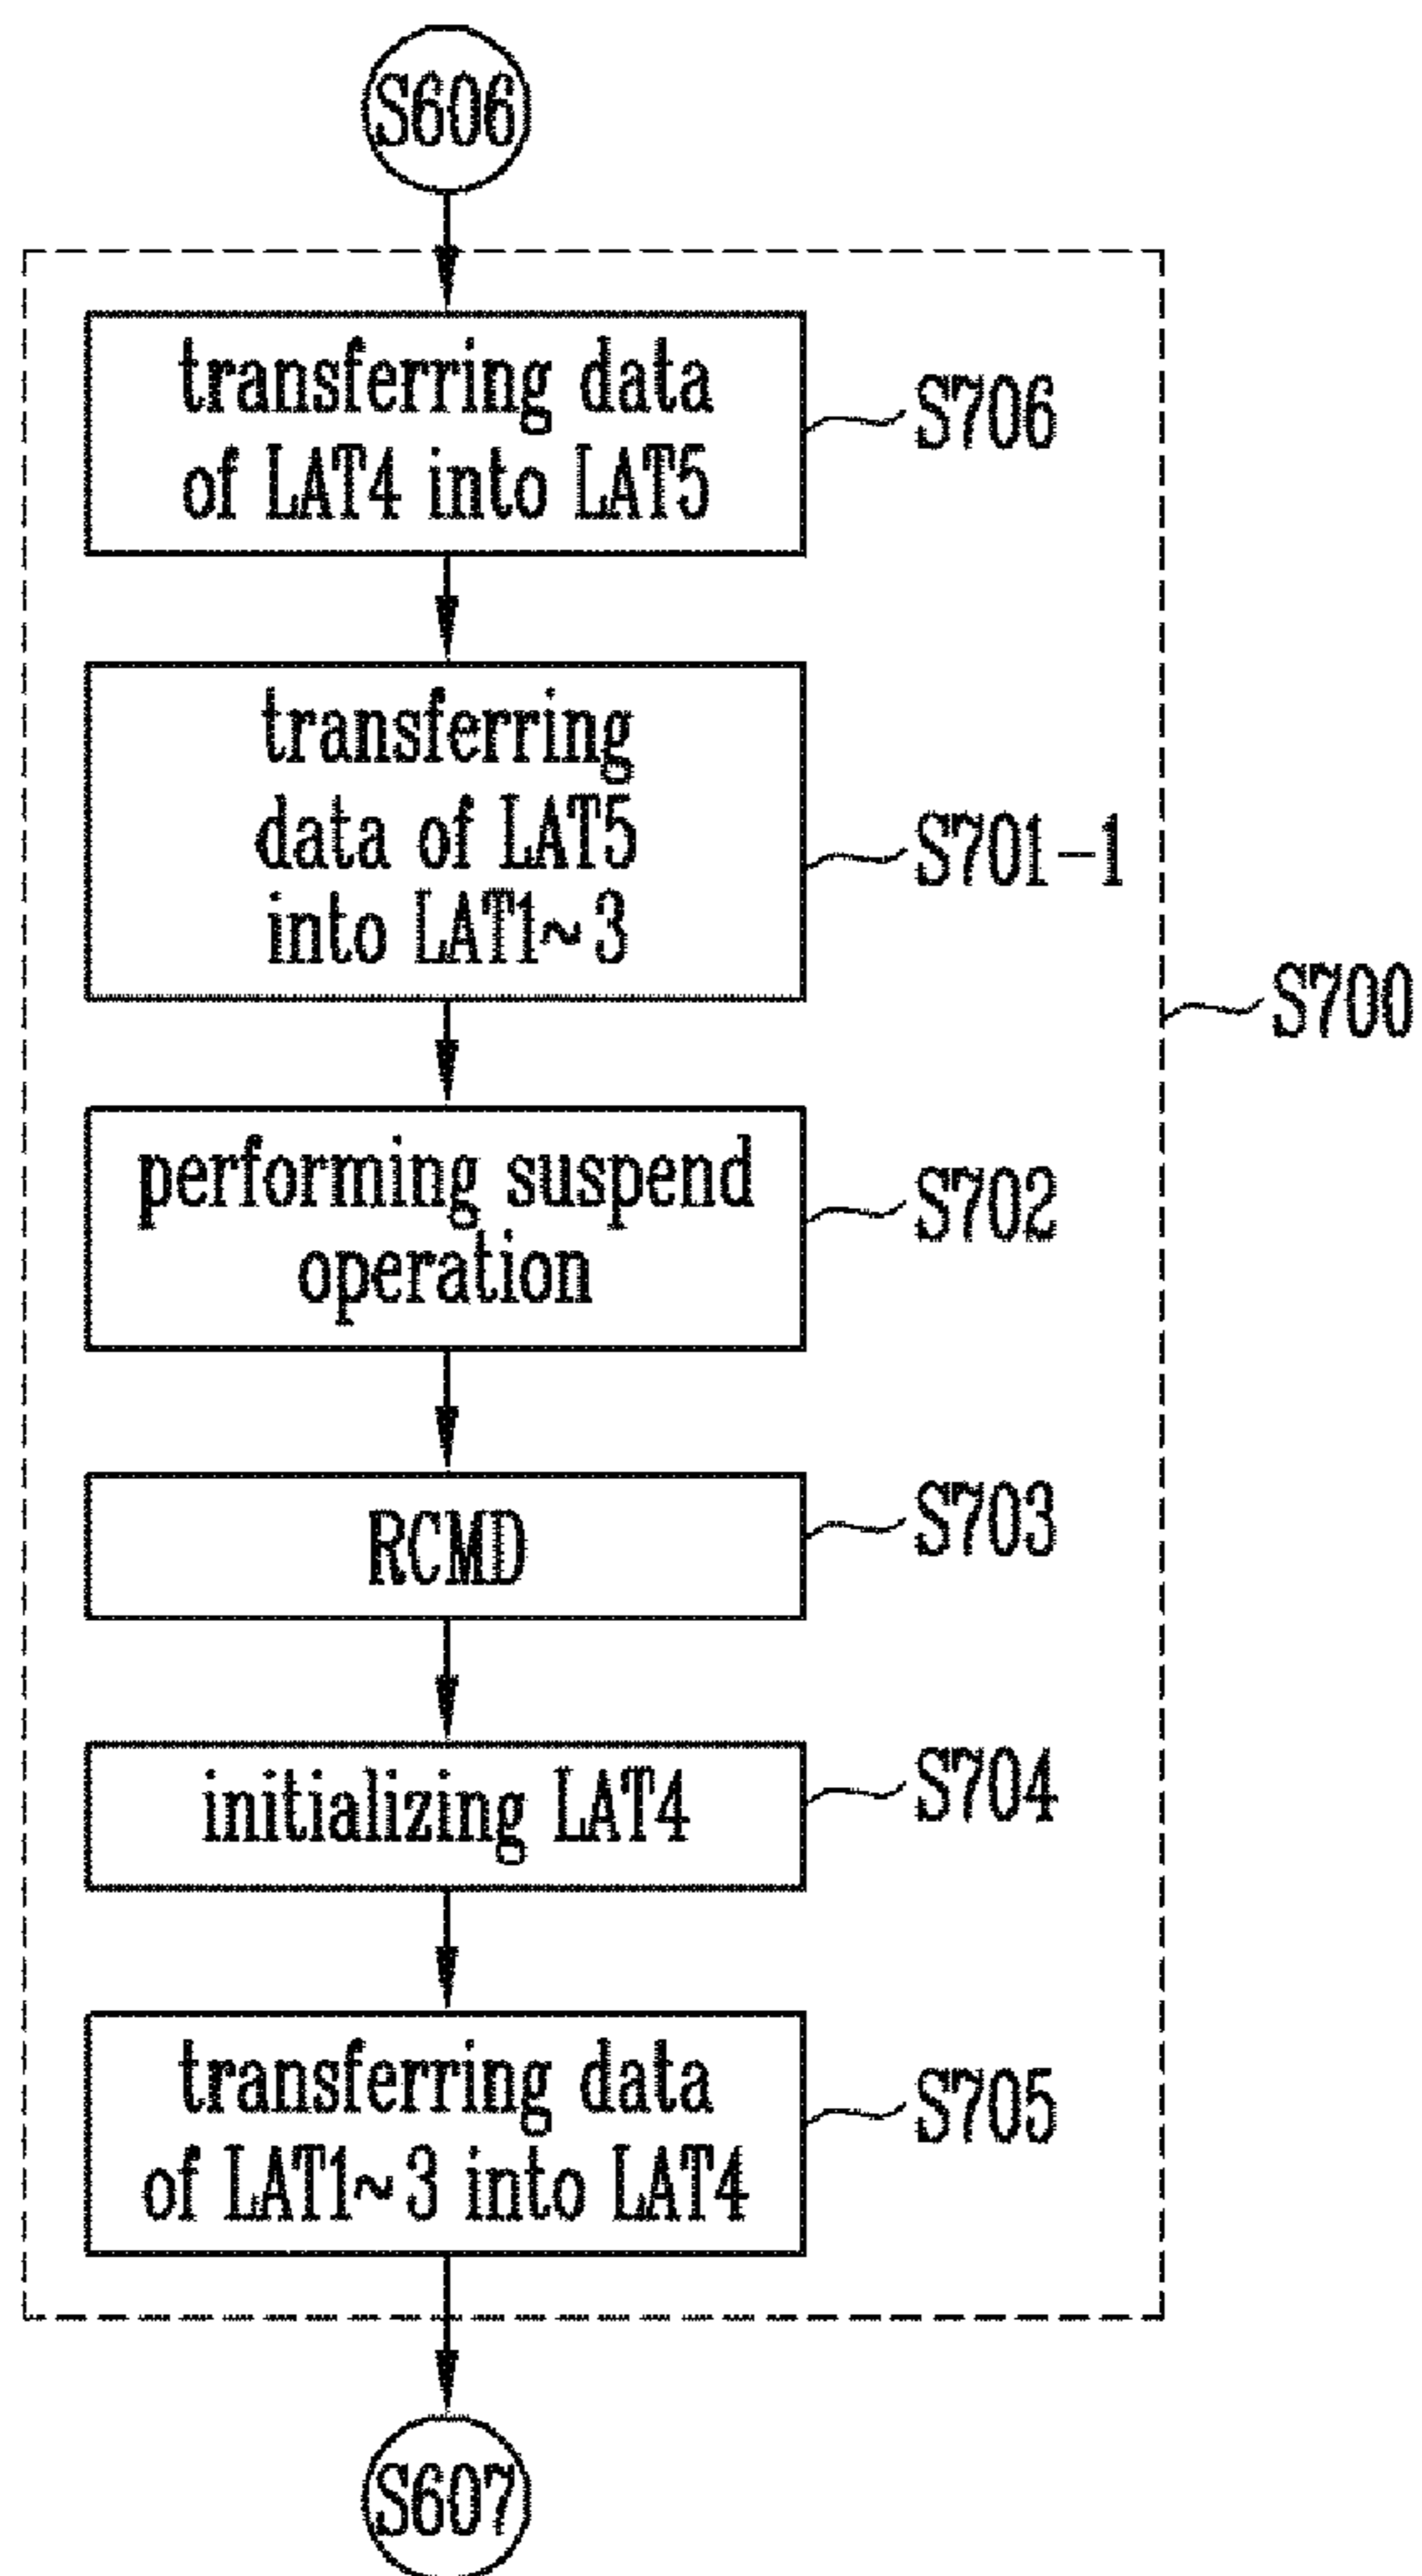 S606
transferring data
of LAT4 into LAT5
S706
transferring
data of LAT5
into LAT1~3
S701-1
S700
performing suspend
operation
S702
RCMD
S703
initializing LAT4
S704
transferring data
of LAT1~3 into LAT4
S705
S607